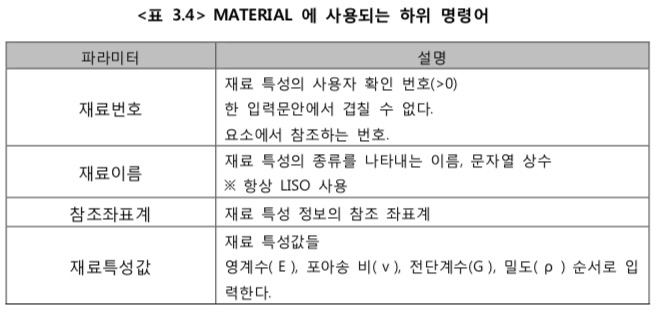 <표 3.4> MATERIAL 에 사용되는 하위 명령어
파라미터 설명
재료번호
재료 특성의 사용자 확인 번호(>0)
한 입력문안에서 겹칠 수 없다.
요소에서 참조하는 번호.
재료이름
재료 특성의 종류를 나타내는 이름, 문자열 상수
※ 항상 LISO 사용
참조좌표계 재료 특성 정보의 참조 좌표계
재료특성값
재료 특성값들
영계수( E ), 포아송 비( v ), 전단계수(G ), 밀도( ρ ) 순서로 입
력한다.